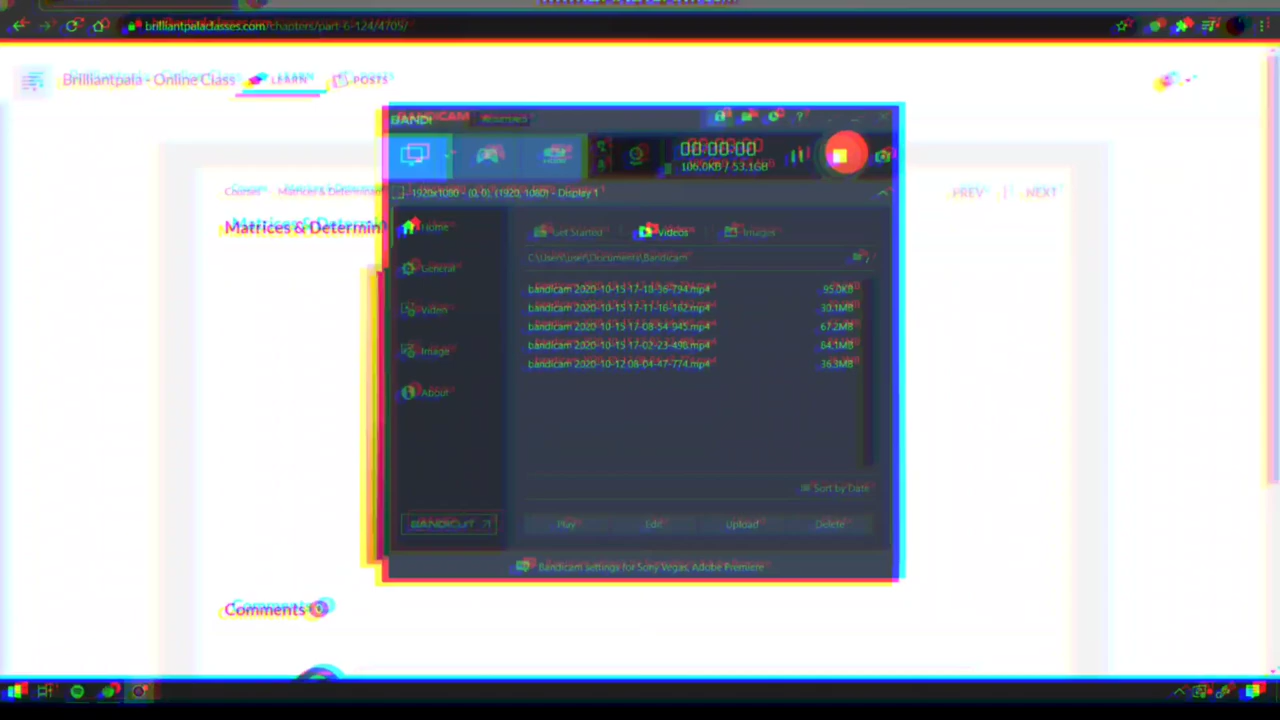 brilliantpalaclasses.com/chapters/part-6-124/4709/
Brilliantpala - Online Class
LEARN
POSTS
Courses
PREV | NEXT
BANDICAM
00:00:00
106.0KB / 53.1GB
1920x1080 - (0, 0), (1920, 1080) - Display 1
Home
General
Video
Image
About
Get Started
Videos
Images
C:\Users\user\Documents\Bandicam
bandicam 2020-10-15 17-18-36-794.mp4 95.0KB
bandicam 2020-10-15 17-11-16-162.mp4 30.1MB
bandicam 2020-10-15 17-08-54-945.mp4 67.2MB
bandicam 2020-10-15 17-02-23-498.mp4 84.1MB
bandicam 2020-10-12 08-04-47-774.mp4 36.3MB
Sort by Date
BANDICUT
Play Edit Upload Delete
Bandicam settings for Sony Vegas, Adobe Premiere
Comments